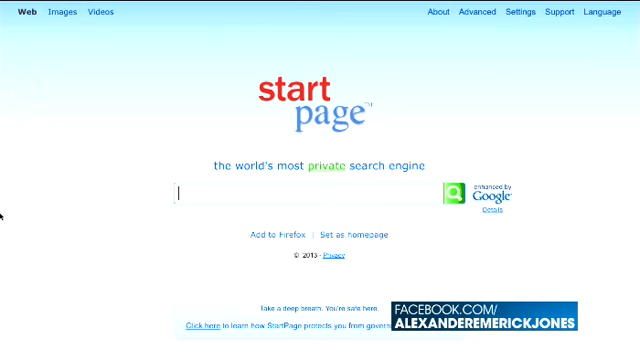 Web Images Videos About Advanced Settings Support Language
start
page™
the world's most private search engine
enhanced by
Google
Details
Add to Firefox | Set as homepage
© 2013 - Privacy
Take a deep breath. You're safe here.
Click here to learn how StartPage protects you from
FACEBOOK.COM/
ALEXANDEREMERICKJONES